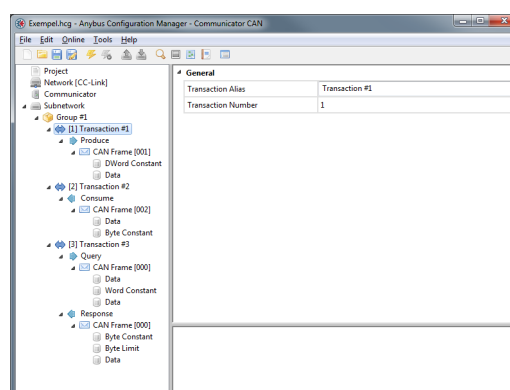 Exempel.hcg - Anybus Configuration Manager - Communicator CAN
File Edit Online Tools Help
Project
Network [CC-Link]
Communicator
Subnetwork
Group #1
[1] Transaction #1
Produce
CAN Frame [001]
DWord Constant
Data
[2] Transaction #2
Consume
CAN Frame [002]
Data
Byte Constant
[3] Transaction #3
Query
CAN Frame [000]
Data
Word Constant
Data
Response
CAN Frame [000]
Byte Constant
Byte Limit
Data
General
Transaction Alias Transaction #1
Transaction Number 1